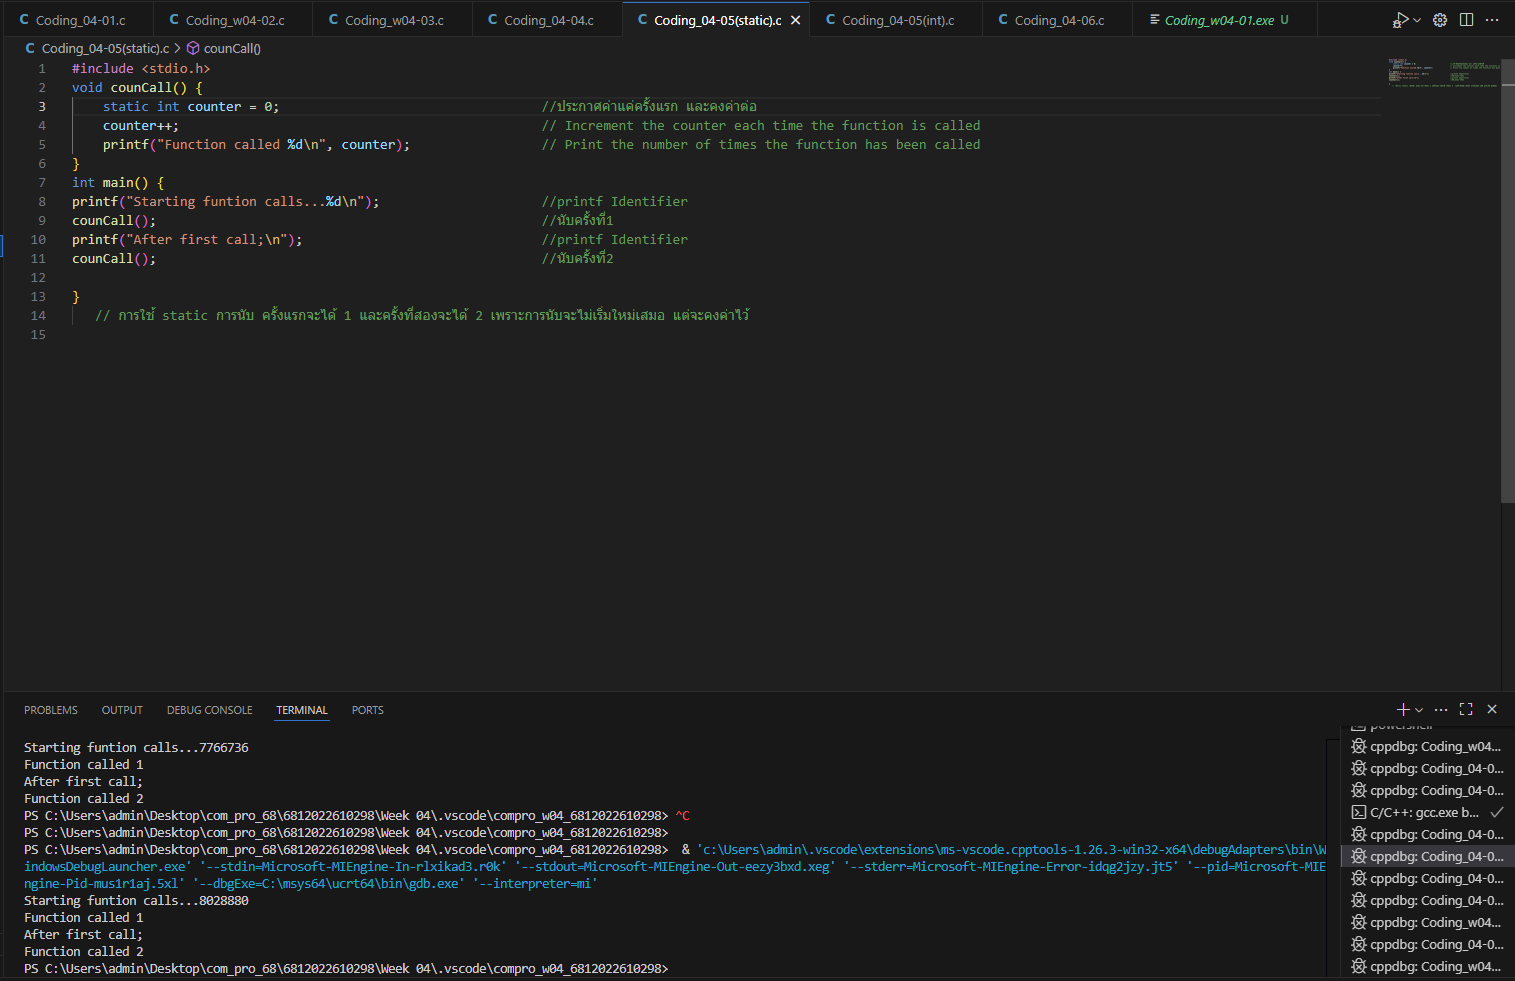 Coding_04-01.c
Coding_w04-02.c
Coding_w04-03.c
Coding_04-04.c
Coding_04-05(static).c
Coding_04-05(int).c
Coding_04-06.c
Coding_w04-01.exe U
Coding_04-05(static).c > counCall()
1 #include <stdio.h>
2 void counCall() {
3 static int counter = 0; //ประกาศค่าแค่ครั้งแรก และคงค่าต่อ
4 counter++; // Increment the counter each time the function is called
5 printf("Function called %d\n", counter); // Print the number of times the function has been called
6 }
7 int main() {
8 printf("Starting funtion calls...%d\n"); //printf Identifier
9 counCall(); //นับครั้งที่1
10 printf("After first call;\n"); //printf Identifier
11 counCall(); //นับครั้งที่2
12
13 }
14 // การใช้ static การนับ ครั้งแรกจะได้ 1 และครั้งที่สองจะได้ 2 เพราะการนับจะไม่เริ่มใหม่เสมอ แต่จะคงค่าไว้
15
PROBLEMS OUTPUT DEBUG CONSOLE TERMINAL PORTS
Starting funtion calls...7766736
Function called 1
After first call;
Function called 2
PS C:\Users\admin\Desktop\com_pro_68\6812022610298\Week 04\.vscode\compro_w04_6812022610298> ^C
PS C:\Users\admin\Desktop\com_pro_68\6812022610298\Week 04\.vscode\compro_w04_6812022610298>
PS C:\Users\admin\Desktop\com_pro_68\6812022610298\Week 04\.vscode\compro_w04_6812022610298> & 'c:\Users\admin\.vscode\extensions\ms-vscode.cpptools-1.26.3-win32-x64\debugAdapters\bin\W
indowsDebugLauncher.exe' '--stdin=Microsoft-MIEngine-In-rlxikad3.r0k' '--stdout=Microsoft-MIEngine-Out-eezy3bxd.xeg' '--stderr=Microsoft-MIEngine-Error-idqg2jzy.jt5' '--pid=Microsoft-MIE
ngine-Pid-mus1r1aj.5xl' '--dbgExe=C:\msys64\ucrt64\bin\gdb.exe' '--interpreter=mi'
Starting funtion calls...8028880
Function called 1
After first call;
Function called 2
PS C:\Users\admin\Desktop\com_pro_68\6812022610298\Week 04\.vscode\compro_w04_6812022610298>
powershell
cppdbg: Coding_w04...
cppdbg: Coding_04-0...
cppdbg: Coding_04-0...
C/C++: gcc.exe b...
cppdbg: Coding_04-0...
cppdbg: Coding_04-0...
cppdbg: Coding_04-0...
cppdbg: Coding_04-0...
cppdbg: Coding_w04...
cppdbg: Coding_04-0...
cppdbg: Coding_w04...